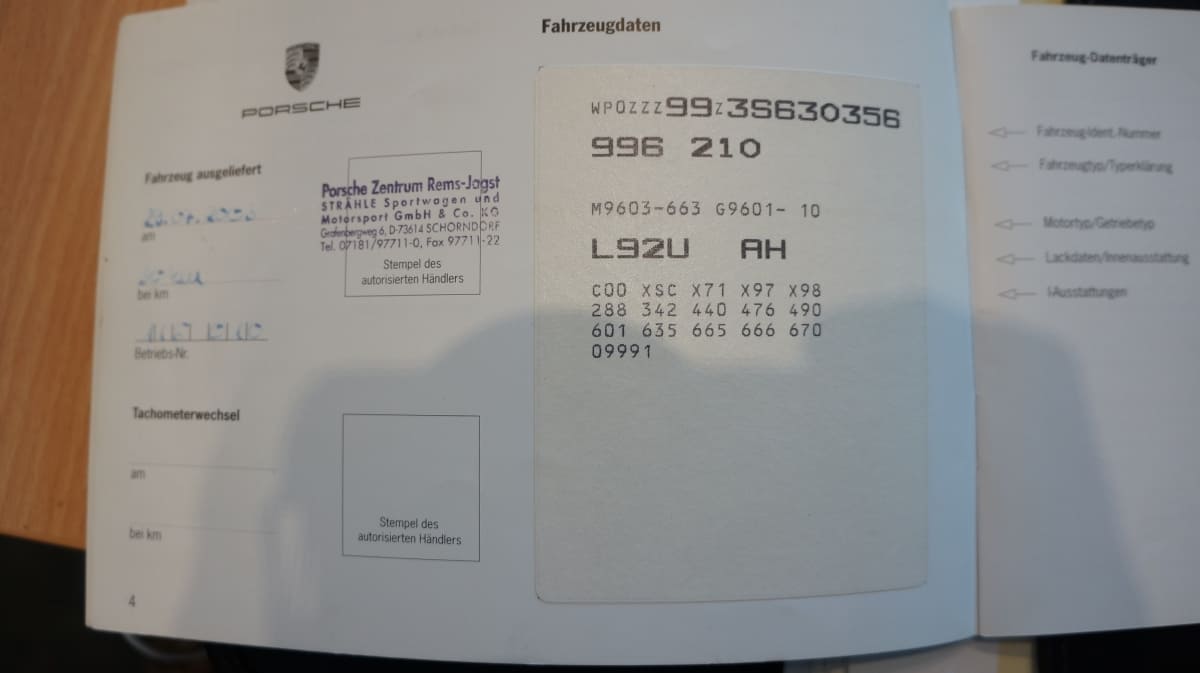 PORSCHE
Fahrzeug ausgeliefert
am
bei km
Betriebs-Nr.
Porsche Zentrum Rems-Jagst
STRÄHLE Sportwagen und
Motorsport GmbH & Co. KG
Grafenbergweg 6, D-73614 SCHORNDORF
Tel. 07181/97711-0, Fax 97711-22
Stempel des
autorisierten Händlers
Tachometerwechsel
am
bei km
Stempel des
autorisierten Händlers
4
Fahrzeugdaten
WP0ZZZ99Z3S630356
996 210
M9603-663 G9601- 10
L92U AH
C00 XSC X71 X97 X98
288 342 440 476 490
601 635 665 666 670
09991
Fahrzeug-Datenträger
Fahrzeug-Ident. Nummer
Fahrzeugtyp/Typerklärung
Motortyp/Getriebetyp
Lackdaten/Innenausstattung
I-Ausstattungen